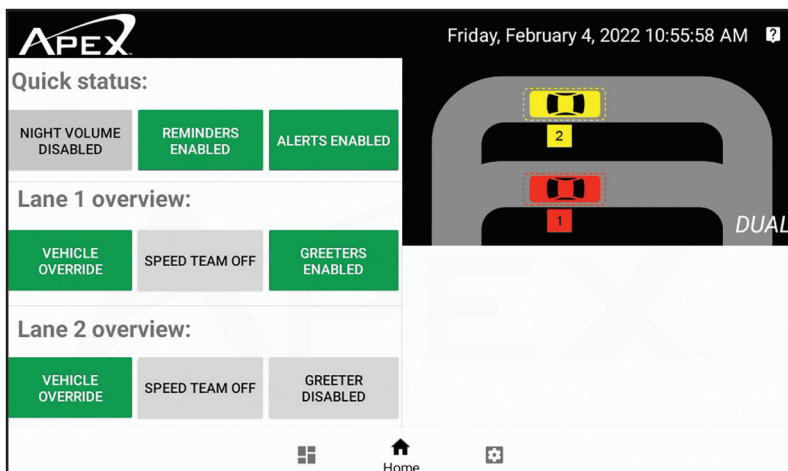 APEX
Friday, February 4, 2022 10:55:58 AM
?
Quick status:
NIGHT VOLUME
DISABLED
REMINDERS
ENABLED
ALERTS ENABLED
2
1
DUAL
Lane 1 overview:
VEHICLE
OVERRIDE
SPEED TEAM OFF
GREETERS
ENABLED
Lane 2 overview:
VEHICLE
OVERRIDE
SPEED TEAM OFF
GREETER
DISABLED
Home